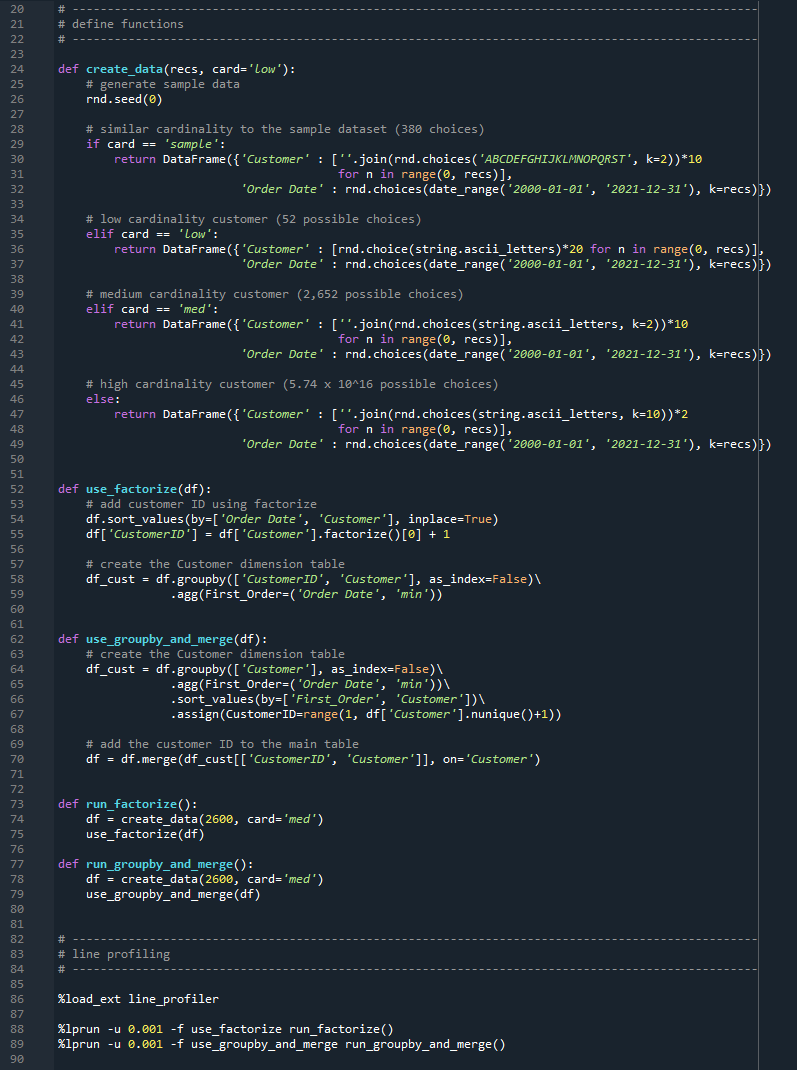 20 # --------------------------------------------------------------------------------------------------
21 # define functions
22 # --------------------------------------------------------------------------------------------------
23
24 def create_data(recs, card='low'):
25     # generate sample data
26     rnd.seed(0)
27
28     # similar cardinality to the sample dataset (380 choices)
29     if card == 'sample':
30         return DataFrame({'Customer' : [''.join(rnd.choices('ABCDEFGHIJKLMNOPQRST', k=2))*10
31                                         for n in range(0, recs)],
32                           'Order Date' : rnd.choices(date_range('2000-01-01', '2021-12-31'), k=recs)})
33
34     # low cardinality customer (52 possible choices)
35     elif card == 'low':
36         return DataFrame({'Customer' : [rnd.choice(string.ascii_letters)*20 for n in range(0, recs)],
37                           'Order Date' : rnd.choices(date_range('2000-01-01', '2021-12-31'), k=recs)})
38
39     # medium cardinality customer (2,652 possible choices)
40     elif card == 'med':
41         return DataFrame({'Customer' : [''.join(rnd.choices(string.ascii_letters, k=2))*10
42                                         for n in range(0, recs)],
43                           'Order Date' : rnd.choices(date_range('2000-01-01', '2021-12-31'), k=recs)})
44
45     # high cardinality customer (5.74 x 10^16 possible choices)
46     else:
47         return DataFrame({'Customer' : [''.join(rnd.choices(string.ascii_letters, k=10))*2
48                                         for n in range(0, recs)],
49                           'Order Date' : rnd.choices(date_range('2000-01-01', '2021-12-31'), k=recs)})
50
51
52 def use_factorize(df):
53     # add customer ID using factorize
54     df.sort_values(by=['Order Date', 'Customer'], inplace=True)
55     df['CustomerID'] = df['Customer'].factorize()[0] + 1
56
57     # create the Customer dimension table
58     df_cust = df.groupby(['CustomerID', 'Customer'], as_index=False)\
59                 .agg(First_Order=('Order Date', 'min'))
60
61
62 def use_groupby_and_merge(df):
63     # create the Customer dimension table
64     df_cust = df.groupby(['Customer'], as_index=False)\
65                 .agg(First_Order=('Order Date', 'min'))\
66                 .sort_values(by=['First_Order', 'Customer'])\
67                 .assign(CustomerID=range(1, df['Customer'].nunique()+1))
68
69     # add the customer ID to the main table
70     df = df.merge(df_cust[['CustomerID', 'Customer']], on='Customer')
71
72
73 def run_factorize():
74     df = create_data(2600, card='med')
75     use_factorize(df)
76
77 def run_groupby_and_merge():
78     df = create_data(2600, card='med')
79     use_groupby_and_merge(df)
80
81
82 # --------------------------------------------------------------------------------------------------
83 # line profiling
84 # --------------------------------------------------------------------------------------------------
85
86 %load_ext line_profiler
87
88 %lprun -u 0.001 -f use_factorize run_factorize()
89 %lprun -u 0.001 -f use_groupby_and_merge run_groupby_and_merge()
90